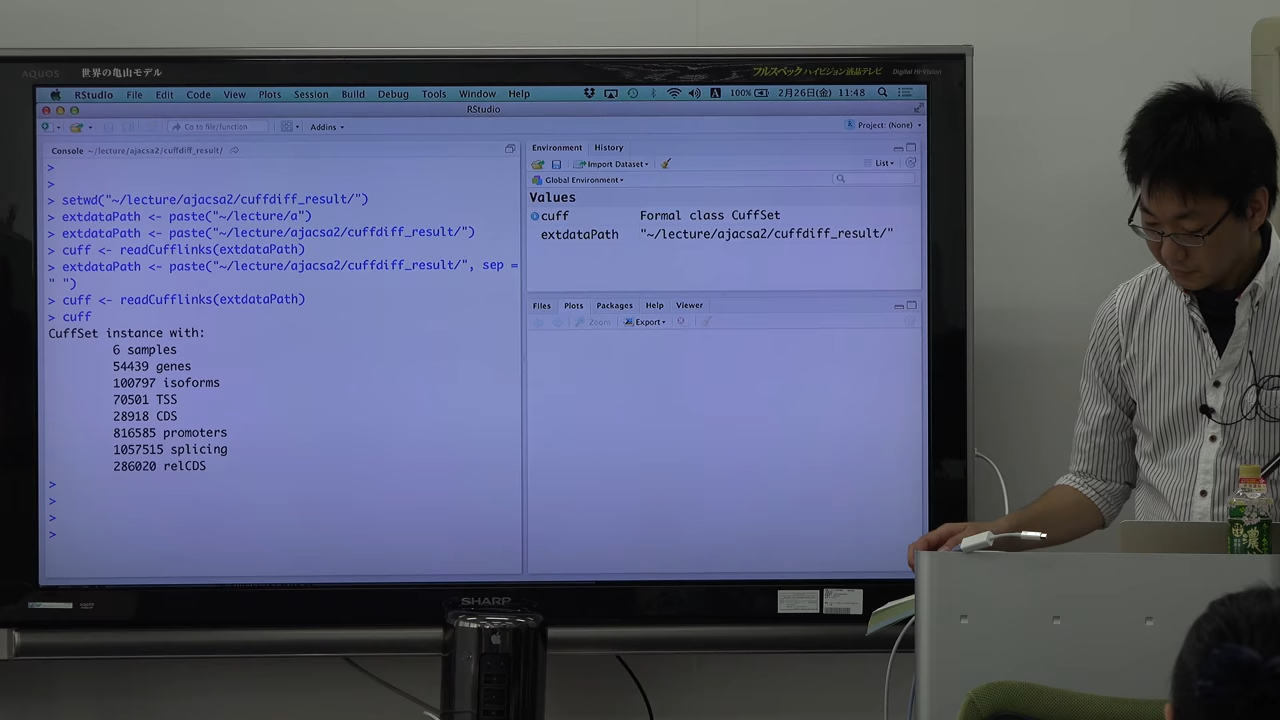 AQUOS 世界の亀山モデル フルスペックハイビジョン液晶テレビ Digital Hi-Vision
RStudio File Edit Code View Plots Session Build Debug Tools Window Help A 100% 2月26日(金) 11:48
RStudio
Go to file/function Addins Project: (None)
Console ~/lecture/ajacsa2/cuffdiff_result/
>
>
> setwd("~/lecture/ajacsa2/cuffdiff_result/")
> extdataPath <- paste("~/lecture/a")
> extdataPath <- paste("~/lecture/ajacsa2/cuffdiff_result/")
> cuff <- readCufflinks(extdataPath)
> extdataPath <- paste("~/lecture/ajacsa2/cuffdiff_result/", sep =
" ")
> cuff <- readCufflinks(extdataPath)
> cuff
CuffSet instance with:
6 samples
54439 genes
100797 isoforms
70501 TSS
28918 CDS
816585 promoters
1057515 splicing
286020 relCDS
>
>
>
>
Environment History
Import Dataset List
Global Environment
Values
cuff Formal class CuffSet
extdataPath "~/lecture/ajacsa2/cuffdiff_result/"
Files Plots Packages Help Viewer
Zoom Export
SHARP
濃